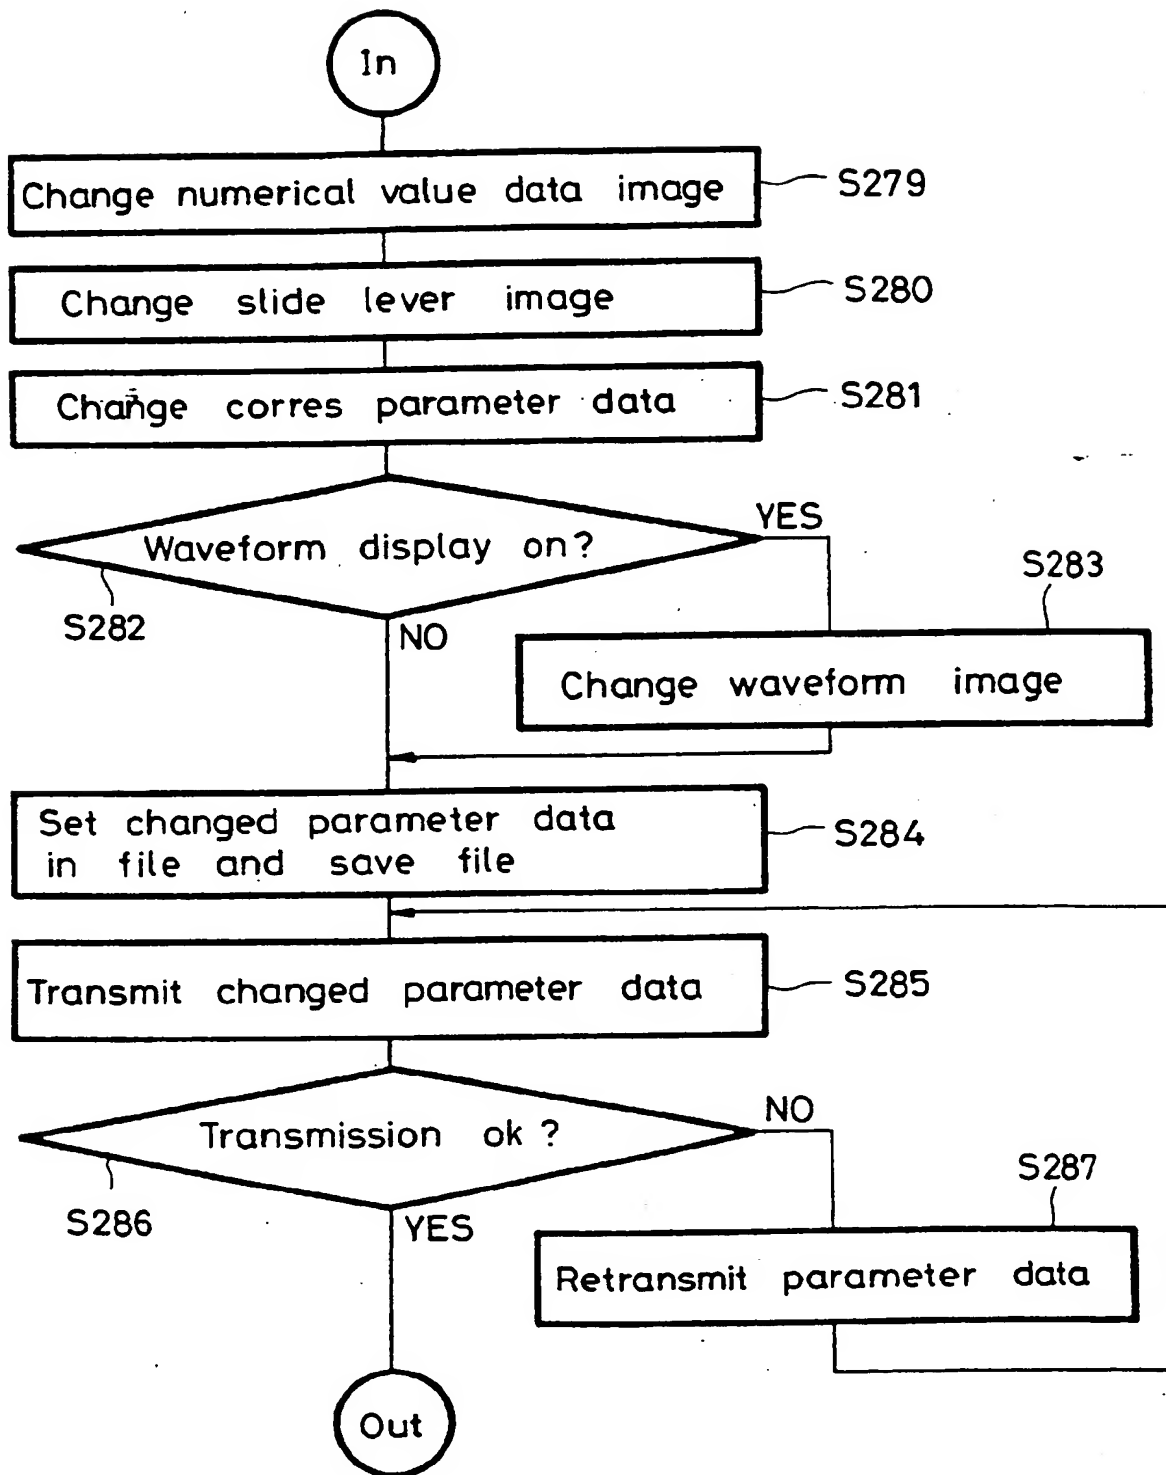 In
Change numerical value data image
S279
Change slide lever image
S280
Change corres parameter data
S281
Waveform display on?
YES
S282
NO
S283
Change waveform image
Set changed parameter data
in file and save file
S284
Transmit changed parameter data
S285
Transmission ok?
NO
S286
YES
S287
Retransmit parameter data
Out